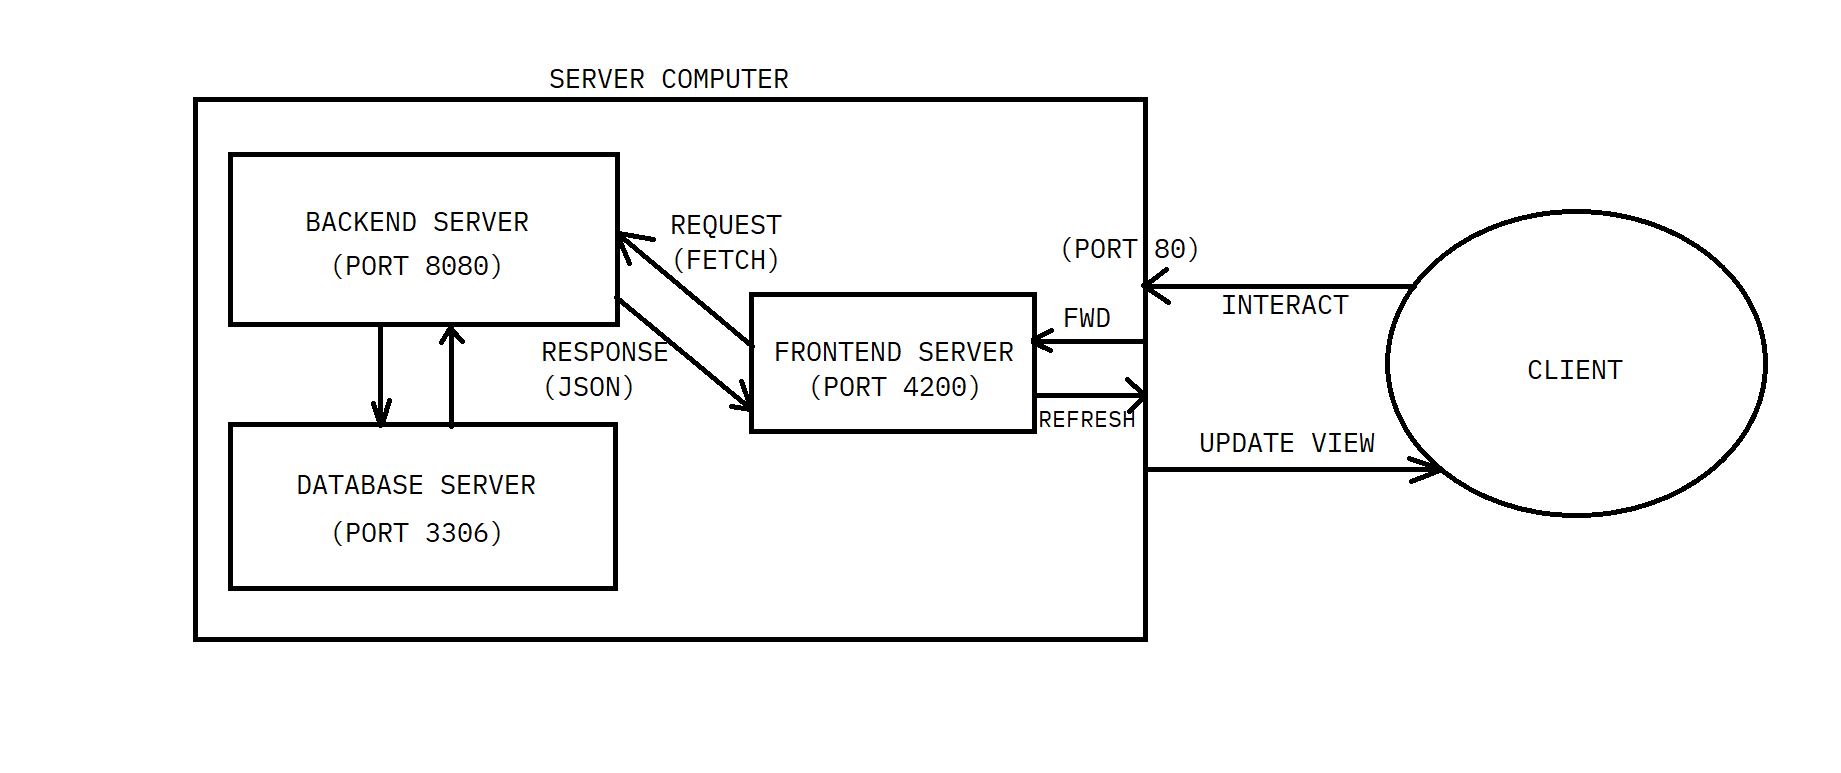 SERVER COMPUTER
BACKEND SERVER
(PORT 8080)
REQUEST
(FETCH)
(PORT 80)
INTERACT
FWD
RESPONSE
(JSON)
FRONTEND SERVER
(PORT 4200)
REFRESH
CLIENT
UPDATE VIEW
DATABASE SERVER
(PORT 3306)